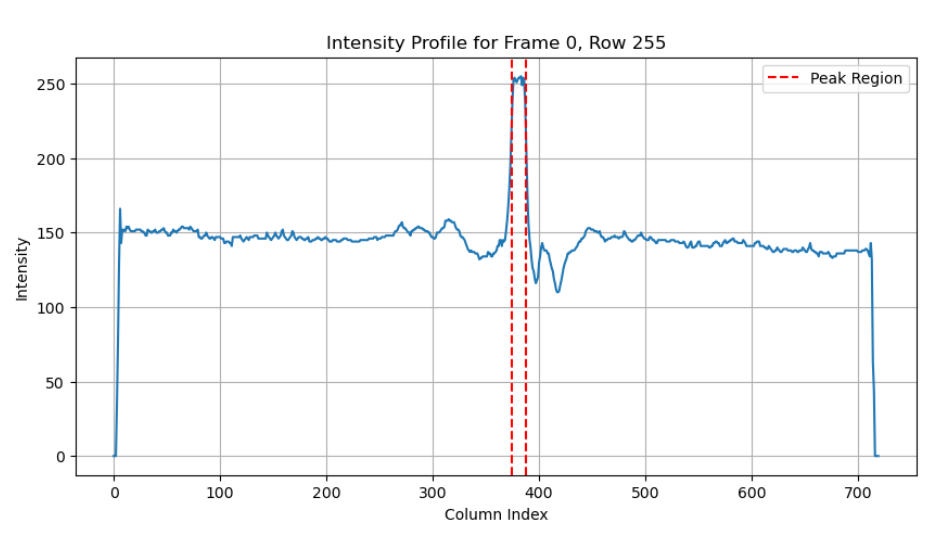 Intensity Profile for Frame 0, Row 255
Peak Region
250
200
150
100
50
0
Intensity
0 100 200 300 400 500 600 700
Column Index